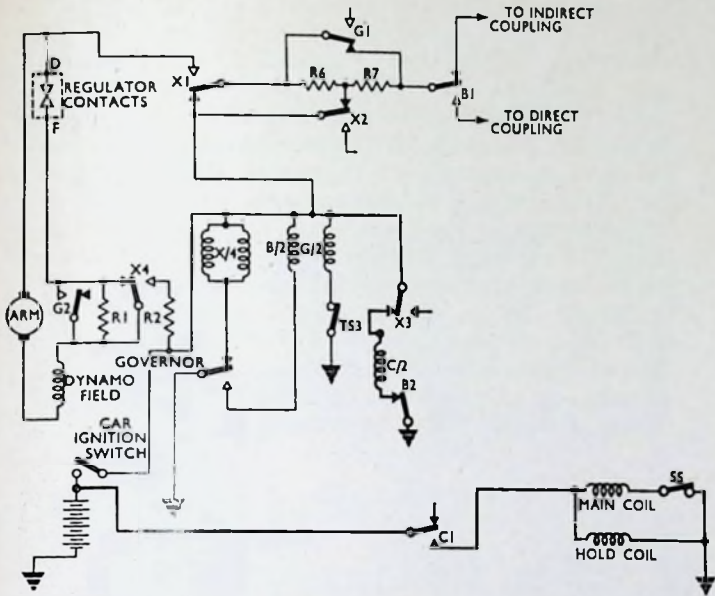 TO INDIRECT
COUPLING
G1
D
X1
R6
R7
REGULATOR
CONTACTS
B1
X2
F
TO DIRECT
COUPLING
X/4
B/2
G/2
X4
G2
R1
R2
ARM
TS3
X3
GOVERNOR
C/2
B2
DYNAMO
FIELD
CAR
IGNITION
SWITCH
SS
MAIN COIL
C1
HOLD COIL